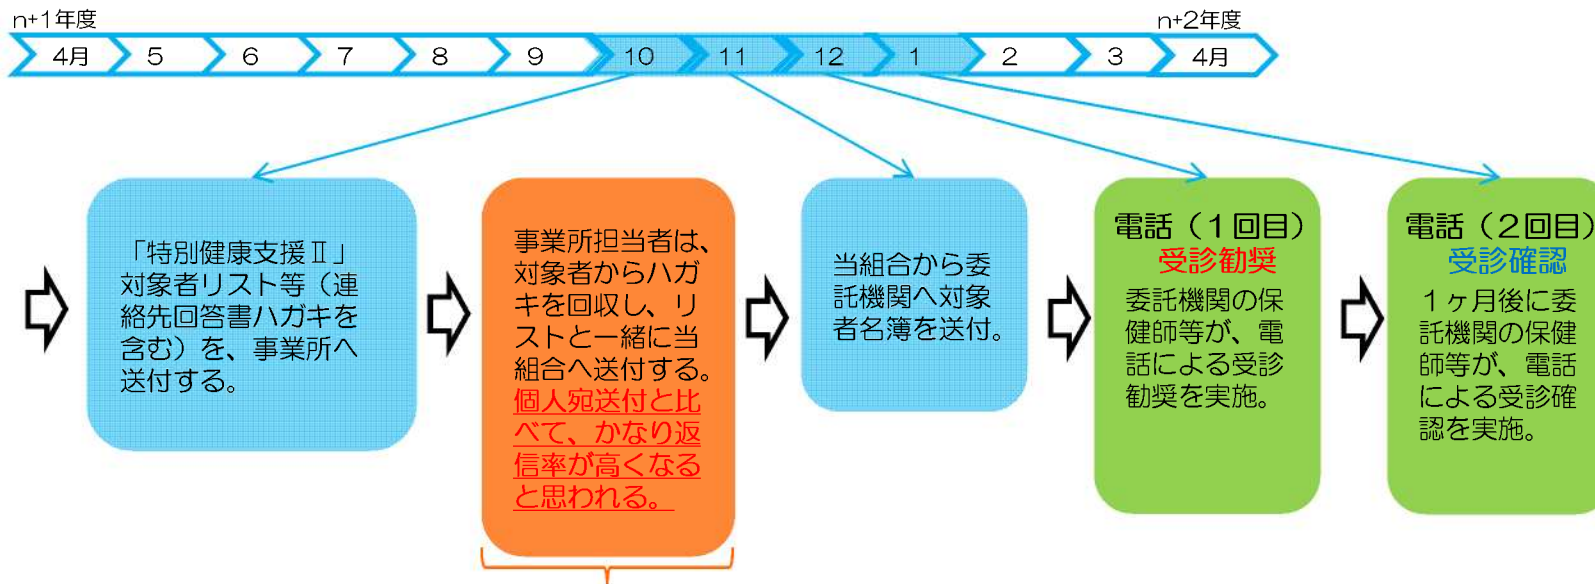 n+1年度
n+2年度
4月 5 6 7 8 9 10 11 12 1 2 3 4月
「特別健康支援Ⅱ」
対象者リスト等（連
絡先回答書ハガキを
含む）を、事業所へ
送付する。
事業所担当者は、
対象者からハガ
キを回収し、リ
ストと一緒に当
組合へ送付する。
個人宛送付と比
べて、かなり返
信率が高くなる
と思われる。
当組合から委
託機関へ対象
者名簿を送付。
電話（１回目）
受診勧奨
委託機関の保
健師等が、電
話による受診
勧奨を実施。
電話（２回目）
受診確認
１ヶ月後に委
託機関の保健
師等が、電話
による受診確
認を実施。